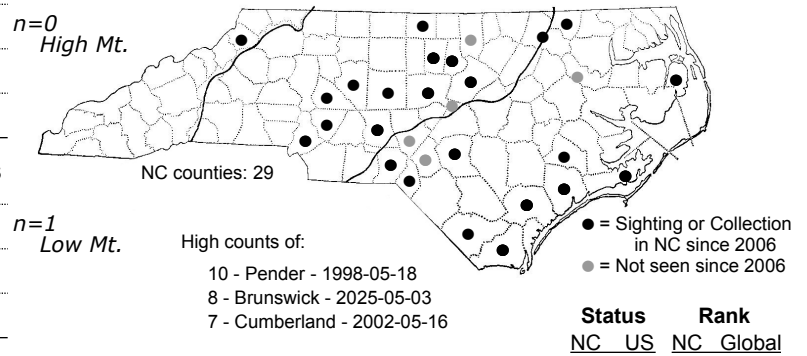 n=0
High Mt.
NC counties: 29
n=1
Low Mt.
High counts of:
10 - Pender - 1998-05-18
8 - Brunswick - 2025-05-03
7 - Cumberland - 2002-05-16
● = Sighting or Collection
in NC since 2006
● = Not seen since 2006
Status Rank
NC US NC Global